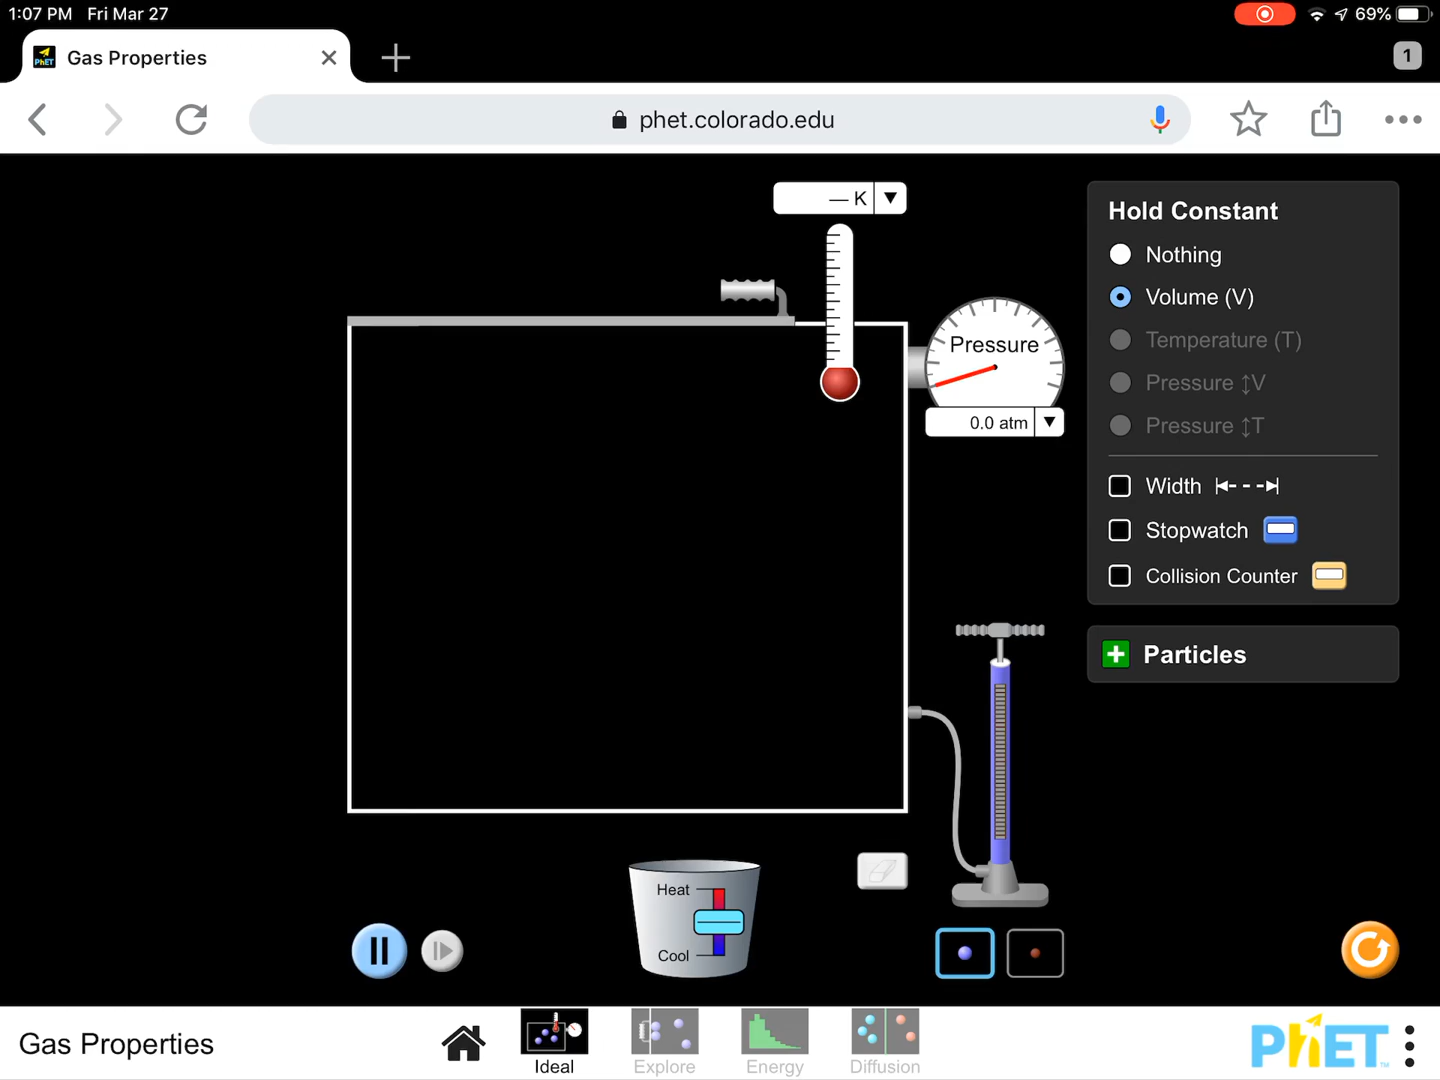 1:07 PM Fri Mar 27
69%
Gas Properties
1
phet.colorado.edu
— K
Pressure
0.0 atm
Hold Constant
Nothing
Volume (V)
Temperature (T)
Pressure ↕V
Pressure ↕T
Width
Stopwatch
Collision Counter
Particles
Heat
Cool
Gas Properties
Ideal
Explore
Energy
Diffusion
PhET